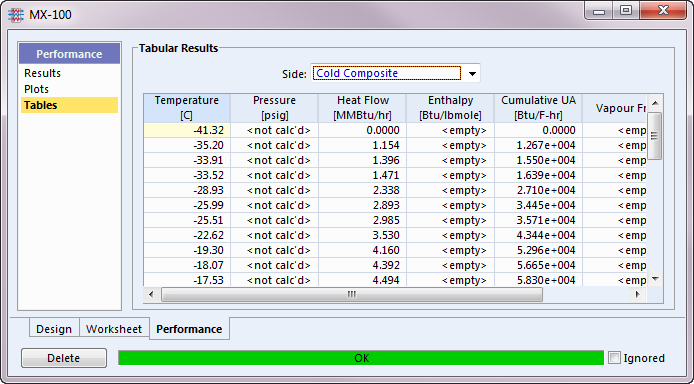 MX-100
Performance
Results
Plots
Tables
Tabular Results
Side: Cold Composite
Temperature Pressure Heat Flow Enthalpy Cumulative UA Vapour Fr
[C] [psig] [MMBtu/hr] [Btu/lbmole] [Btu/F-hr]
-41.32 <not calc'd> 0.0000 <empty> 0.0000 <emp
-35.20 <not calc'd> 1.154 <empty> 1.267e+004 <emp
-33.91 <not calc'd> 1.396 <empty> 1.550e+004 <emp
-33.52 <not calc'd> 1.471 <empty> 1.639e+004 <emp
-28.93 <not calc'd> 2.338 <empty> 2.710e+004 <emp
-25.99 <not calc'd> 2.893 <empty> 3.445e+004 <emp
-25.51 <not calc'd> 2.985 <empty> 3.571e+004 <emp
-22.62 <not calc'd> 3.530 <empty> 4.344e+004 <emp
-19.30 <not calc'd> 4.160 <empty> 5.296e+004 <emp
-18.07 <not calc'd> 4.392 <empty> 5.665e+004 <emp
-17.53 <not calc'd> 4.494 <empty> 5.830e+004 <emp
Design Worksheet Performance
Delete OK Ignored